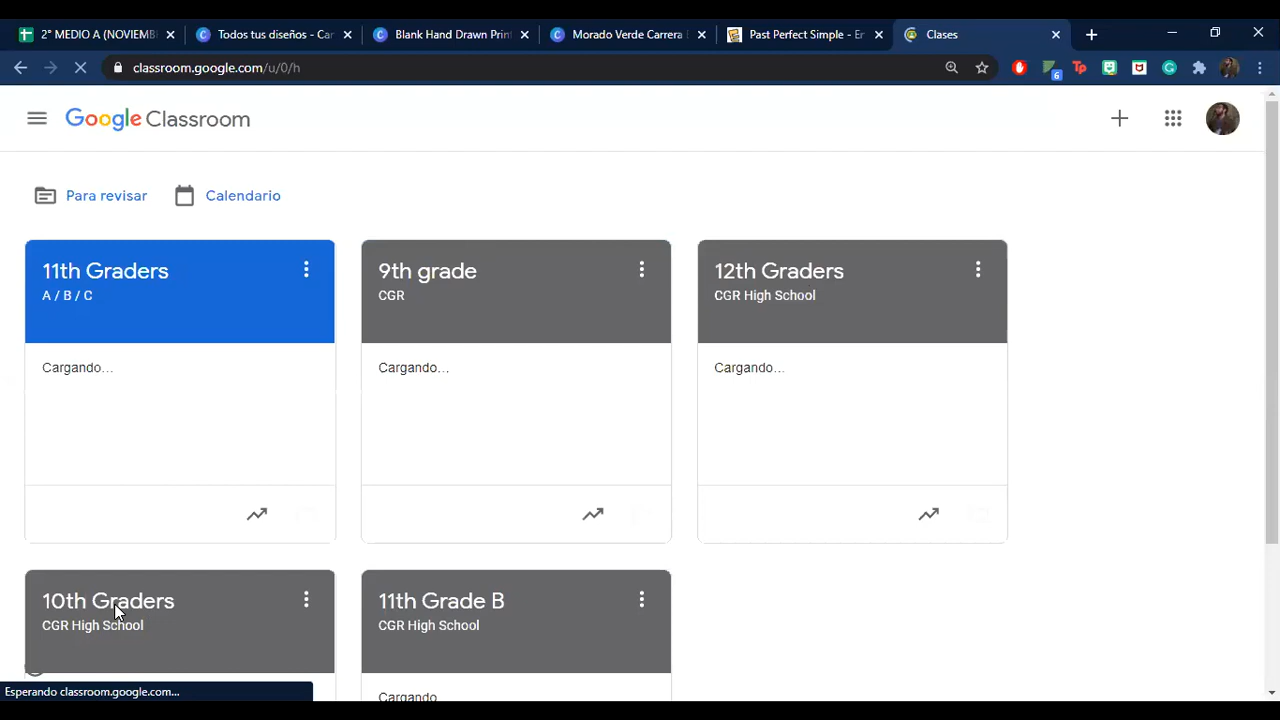 2° MEDIO A (NOVIEMB
Todos tus diseños - Car
Blank Hand Drawn Prin
Morado Verde Carrera
Past Perfect Simple - En
Clases
classroom.google.com/u/0/h
6
Google Classroom
Para revisar
Calendario
11th Graders
A / B / C
Cargando...
9th grade
CGR
Cargando...
12th Graders
CGR High School
Cargando...
10th Graders
CGR High School
11th Grade B
CGR High School
Cargando
Esperando classroom.google.com...